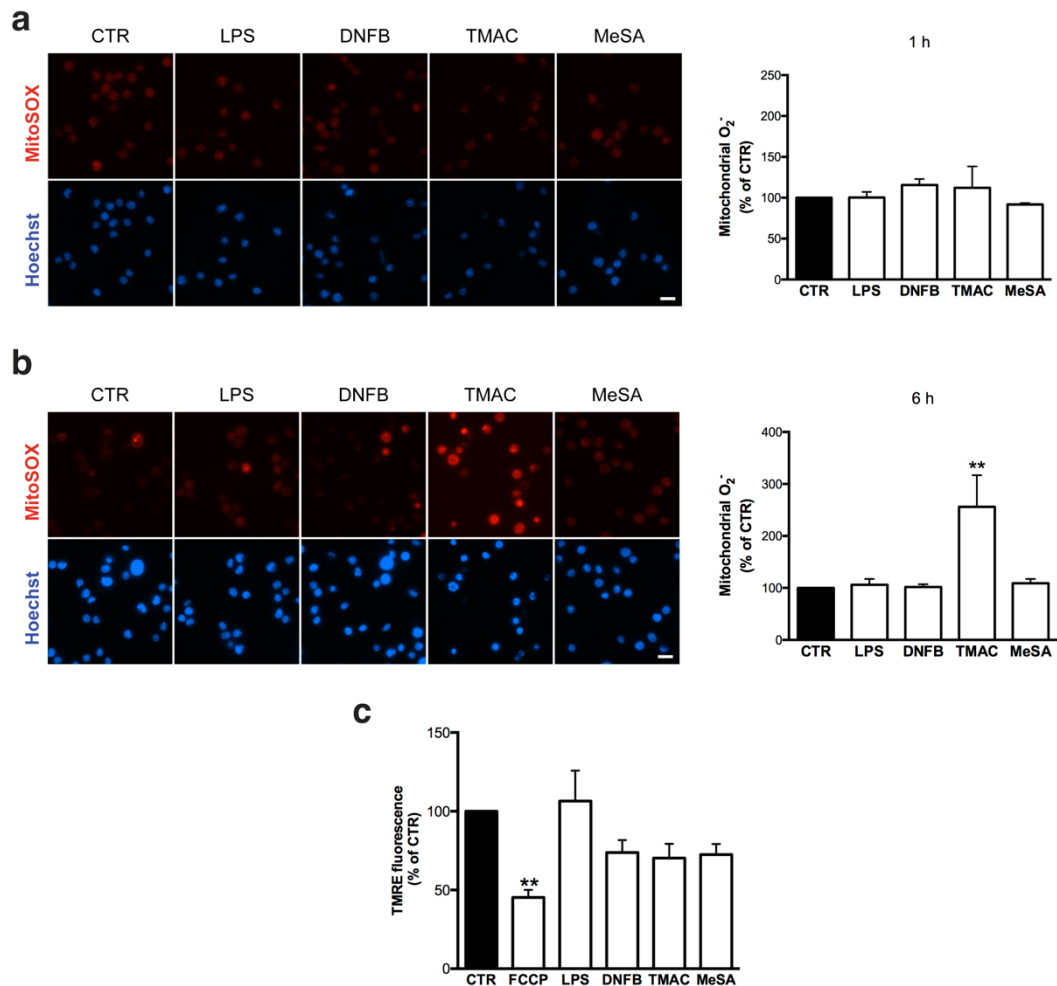 a
CTR LPS DNFB TMAC MeSA
MitoSOX
Hoechst
1 h
Mitochondrial O₂⁻
(% of CTR)
250
200
150
100
50
0
CTR LPS DNFB TMAC MeSA
b
CTR LPS DNFB TMAC MeSA
MitoSOX
Hoechst
6 h
Mitochondrial O₂⁻
(% of CTR)
400
300
200
100
0
**
CTR LPS DNFB TMAC MeSA
c
TMRE fluorescence
(% of CTR)
150
100
50
0
**
CTR FCCP LPS DNFB TMAC MeSA